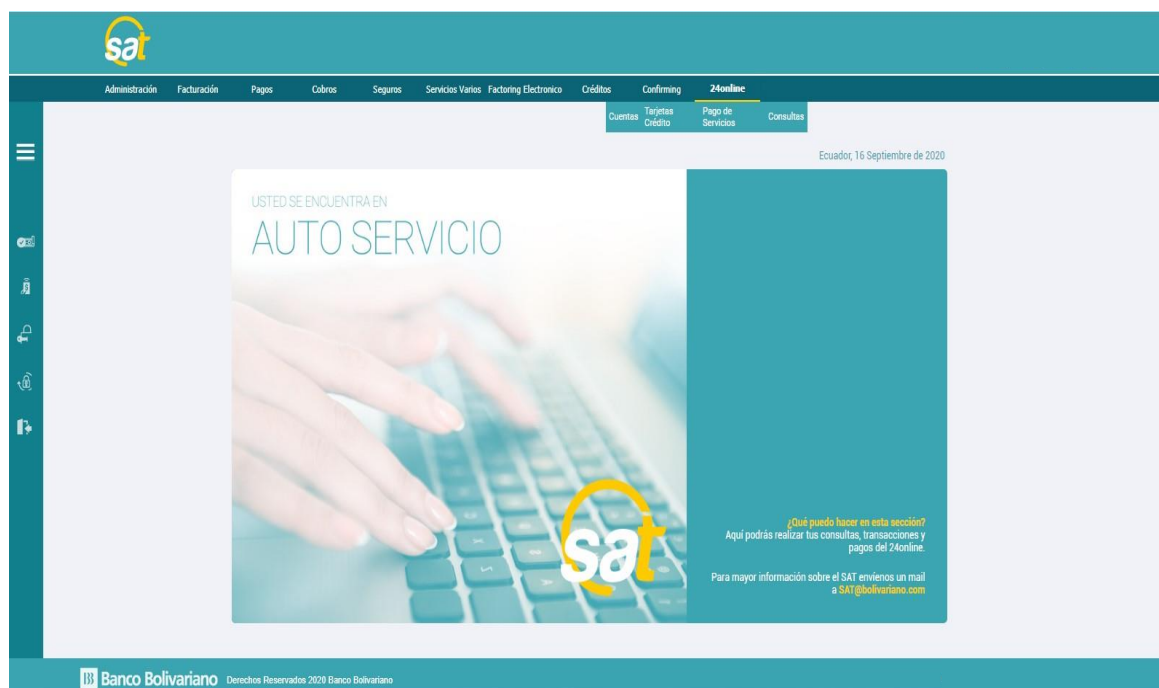 sat
Administración Facturación Pagos Cobros Seguros Servicios Varios Factoring Electronico Créditos Confirming 24online
Cuentas Tarjetas Crédito Pago de Servicios Consultas
Ecuador, 16 Septiembre de 2020
USTED SE ENCUENTRA EN
AUTO SERVICIO
sat
¿Qué puedo hacer en esta sección?
Aquí podrás realizar tus consultas, transacciones y
pagos del 24online.
Para mayor información sobre el SAT envíenos un mail
a SAT@bolivariano.com
Banco Bolivariano Derechos Reservados 2020 Banco Bolivariano